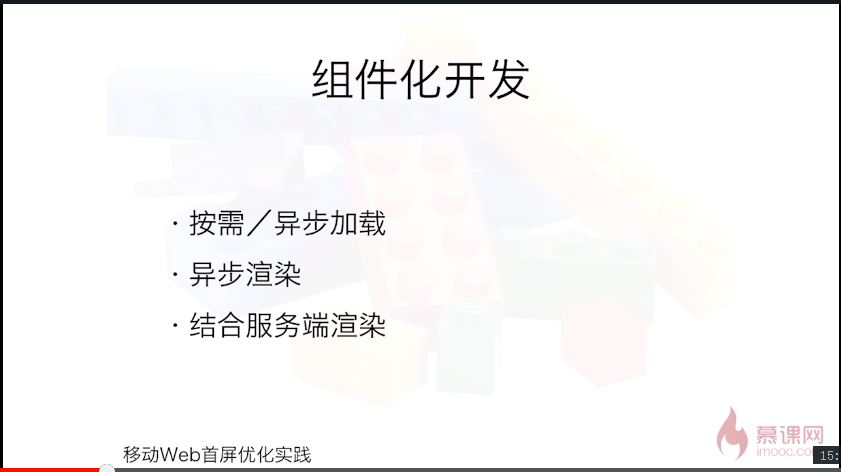 组件化开发
· 按需／异步加载
· 异步渲染
· 结合服务端渲染
移动Web首屏优化实践
慕课网
imooc.co
15: